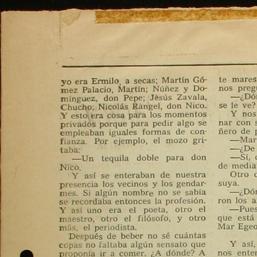 yo era Ermilo, a secas; Martín Gó-
mez Palacio, Martín; Núñez y Do-
mínguez, don Pepe; Jesús Zavala,
Chucho; Nicolás Rangel, don Nico.
Y esto era cosa para los momentos
privados porque para pedir algo se
empleaban iguales formas de con-
fianza. Por ejemplo, el mozo gri-
taba:
—Un tequila doble para don
Nico.
Y así se enteraban de nuestra
presencia los vecinos y los gendar-
mes. Si algún nombre no se sabía
se recordaba entonces la profesión.
Y así uno era el poeta, otro el
maestro, otro el filósofo, y otro
más, el periodista.
Después de beber no sé cuántas
copas no faltaba algún sensato que
proponía ir a comer. ¿A dónde? A
te mares
nos preg
—¿Dó
se le ve?
Y nos
nar con s
ñero de p
—Mar
—¿De
—Sí, d
de medi
Otro d
suya.
—¿Dón
ron los a
—Pues
que está
Mar Egeo
Y así,